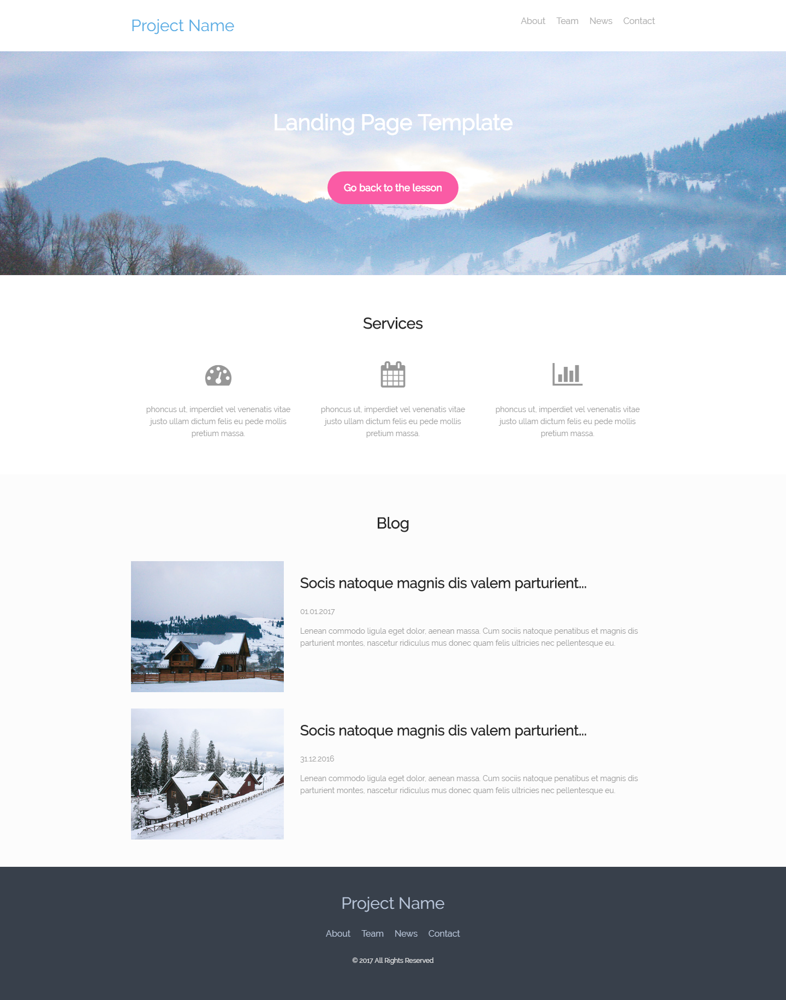 Project Name
About Team News Contact
Landing Page Template
Go back to the lesson
Services
phoncus ut, imperdiet vel venenatis vitae
justo ullam dictum felis eu pede mollis
pretium massa.
phoncus ut, imperdiet vel venenatis vitae
justo ullam dictum felis eu pede mollis
pretium massa.
phoncus ut, imperdiet vel venenatis vitae
justo ullam dictum felis eu pede mollis
pretium massa.
Blog
Socis natoque magnis dis valem parturient...
01.01.2017
Lenean commodo ligula eget dolor, aenean massa. Cum sociis natoque penatibus et magnis dis
parturient montes, nascetur ridiculus mus donec quam felis ultricies nec pellentesque eu.
Socis natoque magnis dis valem parturient...
31.12.2016
Lenean commodo ligula eget dolor, aenean massa. Cum sociis natoque penatibus et magnis dis
parturient montes, nascetur ridiculus mus donec quam felis ultricies nec pellentesque eu.
Project Name
About Team News Contact
© 2017 All Rights Reserved